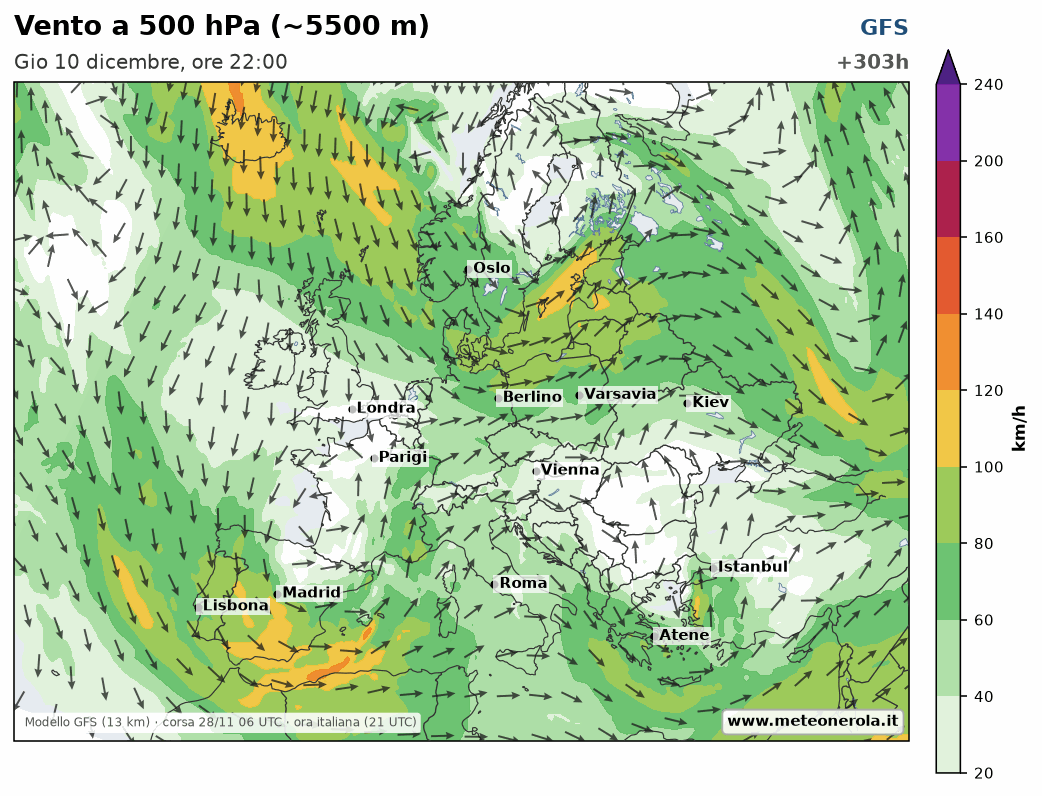 Vento a 500 hPa (~5500 m)
GFS
Gio 10 dicembre, ore 22:00
+303h
240
200
160
140
120
100
80
60
40
20
km/h
Oslo
Berlino
Varsavia
Kiev
Londra
Parigi
Vienna
Istanbul
Roma
Madrid
Lisbona
Atene
Modello GFS (13 km) · corsa 28/11 06 UTC · ora italiana (21 UTC)
www.meteonerola.it